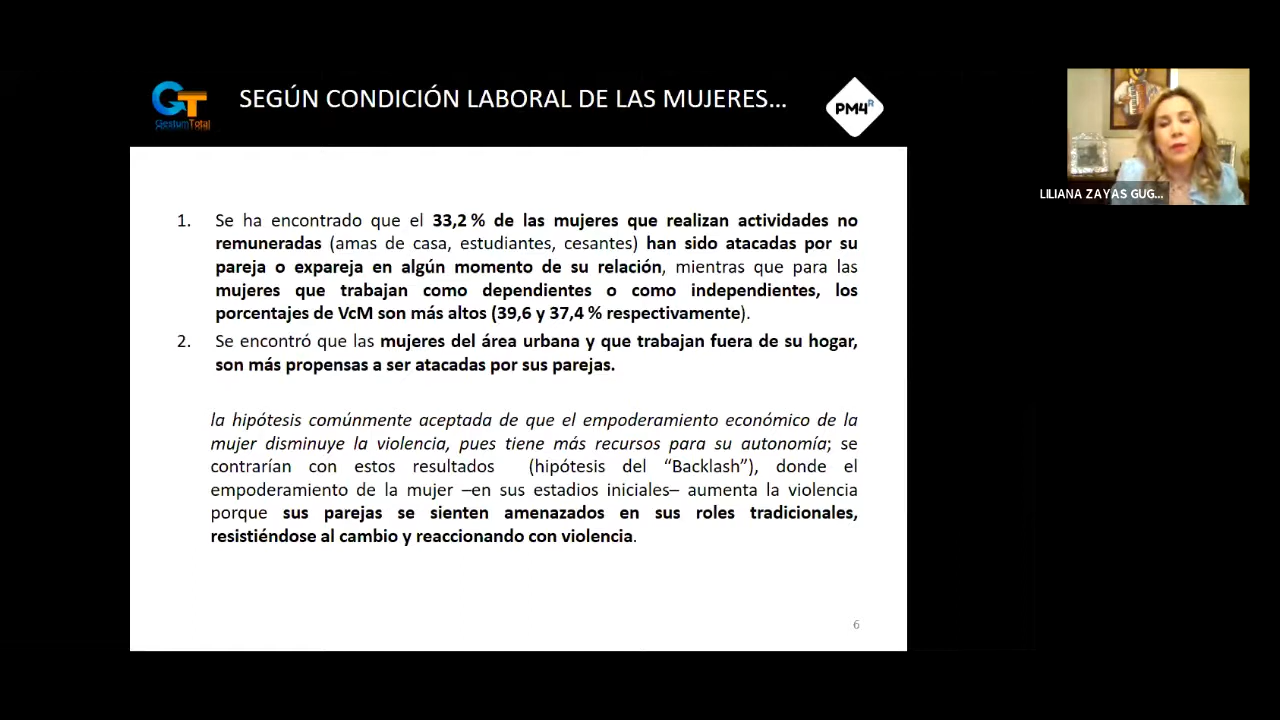 GT
GestumTotal
SEGÚN CONDICIÓN LABORAL DE LAS MUJERES...
PM4R
LILIANA ZAYAS GUG...
1. Se ha encontrado que el 33,2 % de las mujeres que realizan actividades no
remuneradas (amas de casa, estudiantes, cesantes) han sido atacadas por su
pareja o expareja en algún momento de su relación, mientras que para las
mujeres que trabajan como dependientes o como independientes, los
porcentajes de VcM son más altos (39,6 y 37,4 % respectivamente).
2. Se encontró que las mujeres del área urbana y que trabajan fuera de su hogar,
son más propensas a ser atacadas por sus parejas.
la hipótesis comúnmente aceptada de que el empoderamiento económico de la
mujer disminuye la violencia, pues tiene más recursos para su autonomía; se
contrarían con estos resultados (hipótesis del “Backlash”), donde el
empoderamiento de la mujer –en sus estadios iniciales– aumenta la violencia
porque sus parejas se sienten amenazados en sus roles tradicionales,
resistiéndose al cambio y reaccionando con violencia.
6